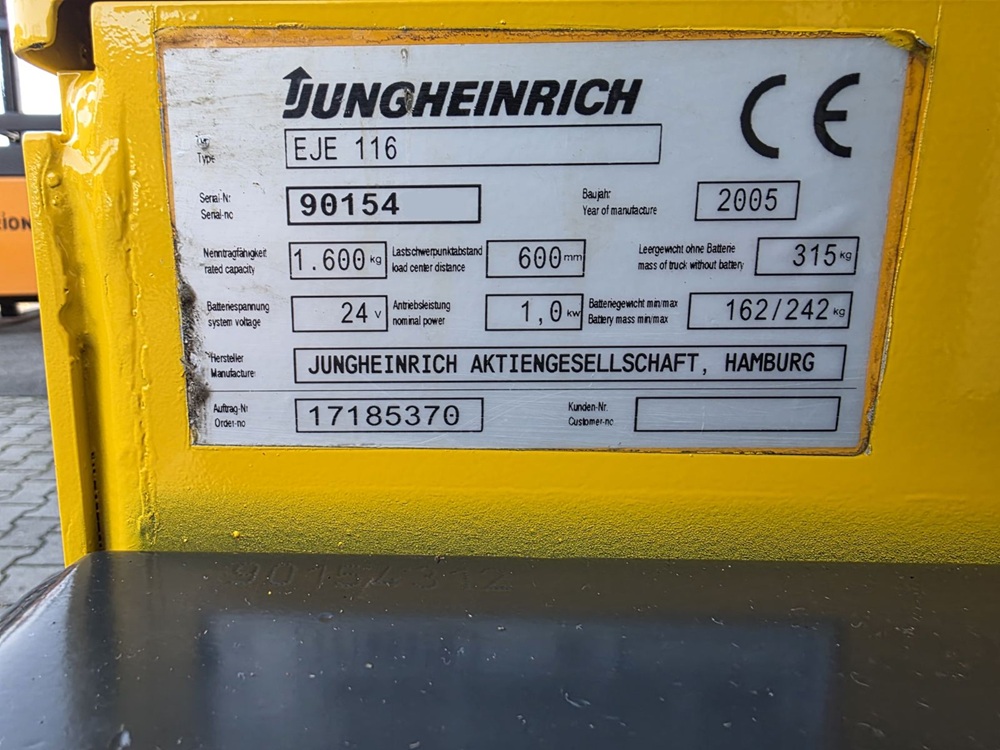 JUNGHEINRICH
CE
Type EJE 116
Serial-Nr. 90154 Baujahr 2005
Serial-no Year of manufacture
Nenntragfähigkeit 1.600 kg Lastschwerpunktabstand 600 mm Leergewicht ohne Batterie 315 kg
rated capacity load center distance mass of truck without battery
Batteriespannung 24 V Antriebsleistung 1,0 kW Batteriegewicht min/max 162/242 kg
system voltage nominal power Battery mass min/max
Hersteller JUNGHEINRICH AKTIENGESELLSCHAFT, HAMBURG
Manufacturer
Auftrag-Nr 17185370 Kunden-Nr.
Order-no Customer-no
90154312